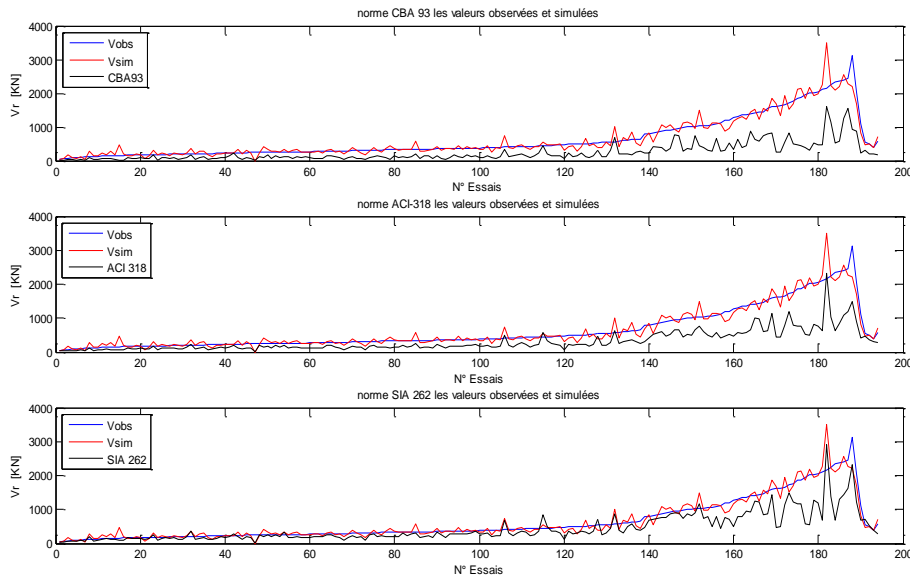 norme CBA 93 les valeurs observées et simulées
4000
3000
2000
1000
0
Vr [KN]
Vobs
Vsim
CBA93
0 20 40 60 80 100 120 140 160 180 200
N° Essais
norme ACI-318 les valeurs observées et simulées
4000
3000
2000
1000
0
Vr [KN]
Vobs
Vsim
ACI 318
0 20 40 60 80 100 120 140 160 180 200
N° Essais
norme SIA 262 les valeurs observées et simulées
4000
3000
2000
1000
0
Vr [KN]
Vobs
Vsim
SIA 262
0 20 40 60 80 100 120 140 160 180 200
N° Essais